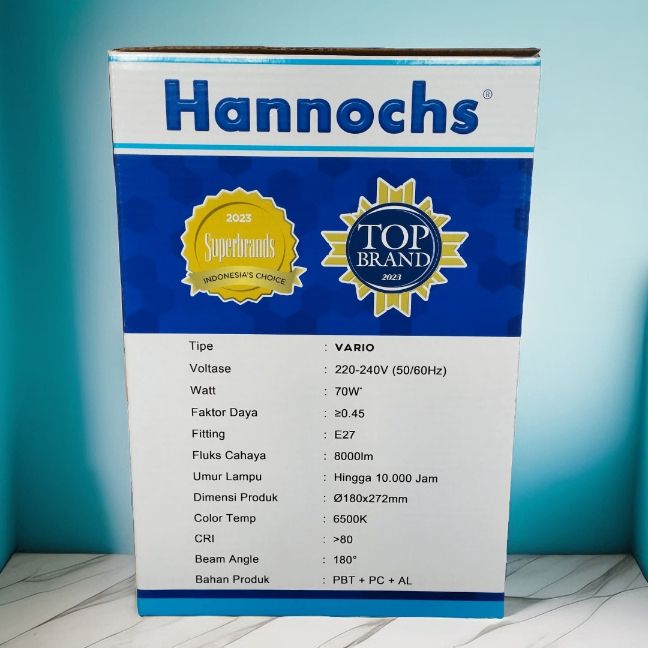 Hannochs®
2023
Superbrands
INDONESIA'S CHOICE
TOP
BRAND
2023
Tipe : VARIO
Voltase : 220-240V (50/60Hz)
Watt : 70W*
Faktor Daya : ≥0.45
Fitting : E27
Fluks Cahaya : 8000lm
Umur Lampu : Hingga 10.000 Jam
Dimensi Produk : Ø180x272mm
Color Temp : 6500K
CRI : >80
Beam Angle : 180°
Bahan Produk : PBT + PC + AL